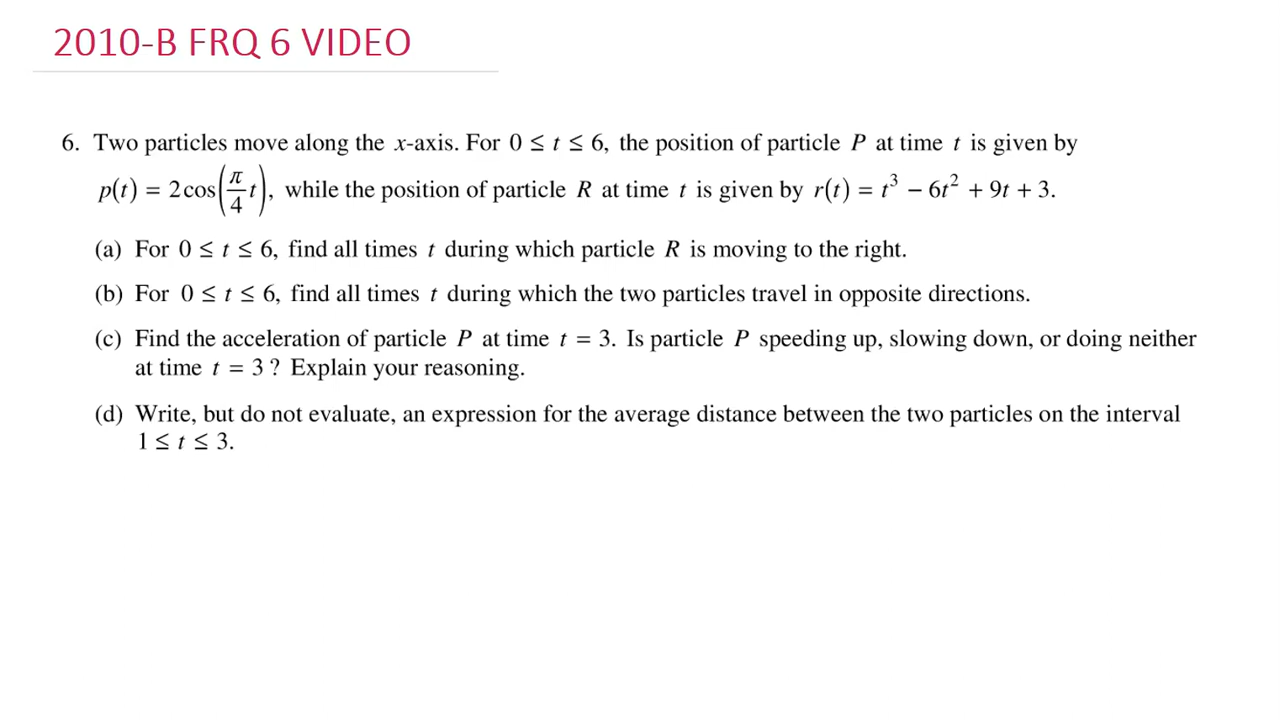 2010-B FRQ 6 VIDEO
6. Two particles move along the x-axis. For 0 ≤ t ≤ 6, the position of particle P at time t is given by
p(t) = 2cos(π/4 t), while the position of particle R at time t is given by r(t) = t³ − 6t² + 9t + 3.
(a) For 0 ≤ t ≤ 6, find all times t during which particle R is moving to the right.
(b) For 0 ≤ t ≤ 6, find all times t during which the two particles travel in opposite directions.
(c) Find the acceleration of particle P at time t = 3. Is particle P speeding up, slowing down, or doing neither
at time t = 3 ? Explain your reasoning.
(d) Write, but do not evaluate, an expression for the average distance between the two particles on the interval
1 ≤ t ≤ 3.